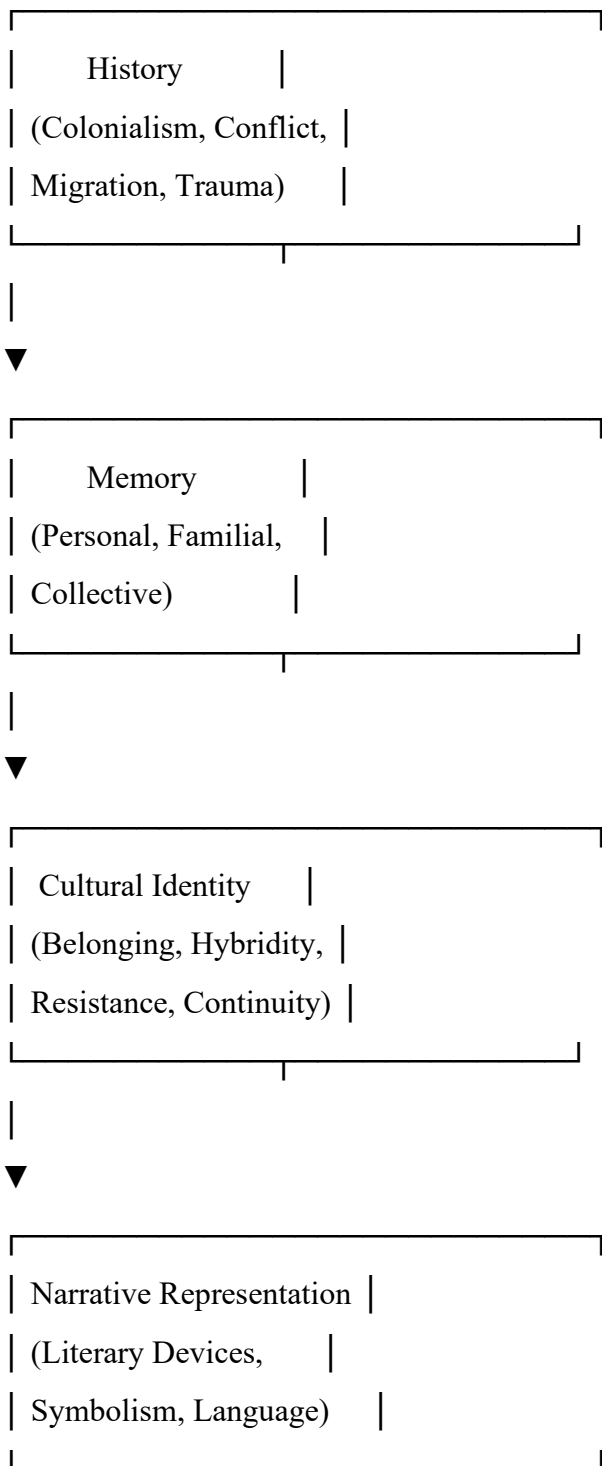 History
(Colonialism, Conflict,
Migration, Trauma)
Memory
(Personal, Familial,
Collective)
Cultural Identity
(Belonging, Hybridity,
Resistance, Continuity)
Narrative Representation
(Literary Devices,
Symbolism, Language)